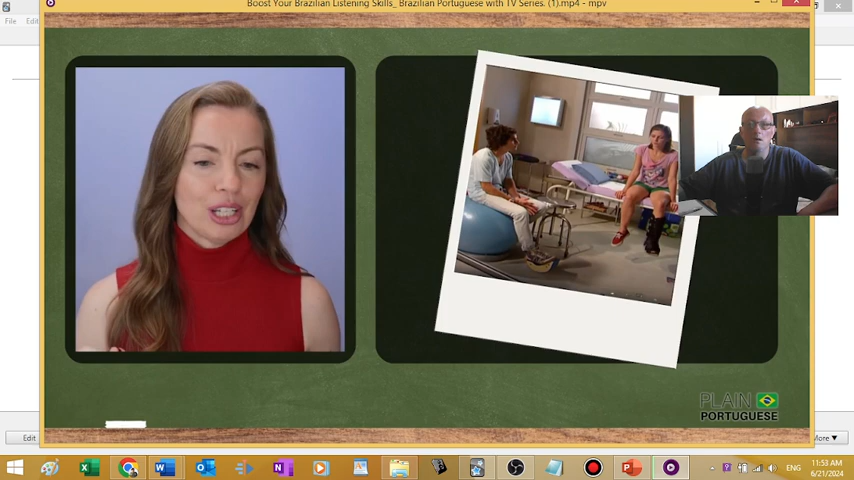 Boost Your Brazilian Listening Skills_ Brazilian Portuguese with TV Series. (1).mp4 - mpv
File Edit
PLAIN
PORTUGUESE
Edit
More
ENG
11:53 AM
6/21/2024